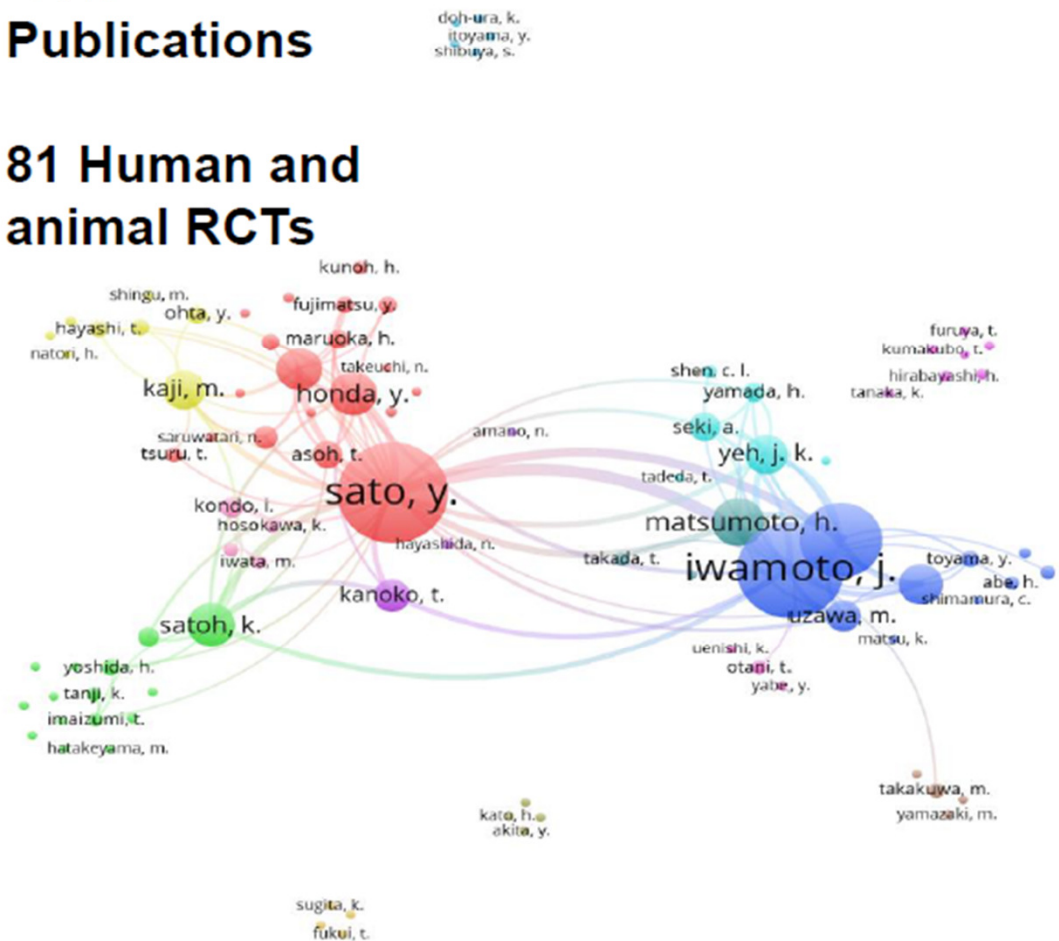 Publications
doh-ura, k.
itoyama, y.
shibuya, s.
81 Human and
animal RCTs
kunoh, h.
shingu, m.
ohta, y.
fujimatsu, y.
hayashi, t.
maruoka, h.
natori, h.
takeuchi, n.
kaji, m.
honda, y.
saruwatari, n.
tsuru, t.
asoh, t.
amano, n.
sato, y.
kondo, i.
hosokawa, k.
hayashida, n.
iwata, m.
kanoko, t.
satoh, k.
yoshida, h.
tanji, k.
imaizumi, t.
hatakeyama, m.
furuya, t.
kumakubo, t.
hirabayashi, h.
tanaka, k.
shen, c. l.
yamada, h.
seki, a.
yeh, j. k.
tadeda, t.
matsumoto, h.
takada, t.
iwamoto, j.
toyama, y.
abe, h.
shimamura, c.
uzawa, m.
matsu, k.
uenishi, k.
otani, t.
yabe, y.
takakuwa, m.
yamazaki, m.
kato, h.
akita, y.
sugita, k.
fukui, t.